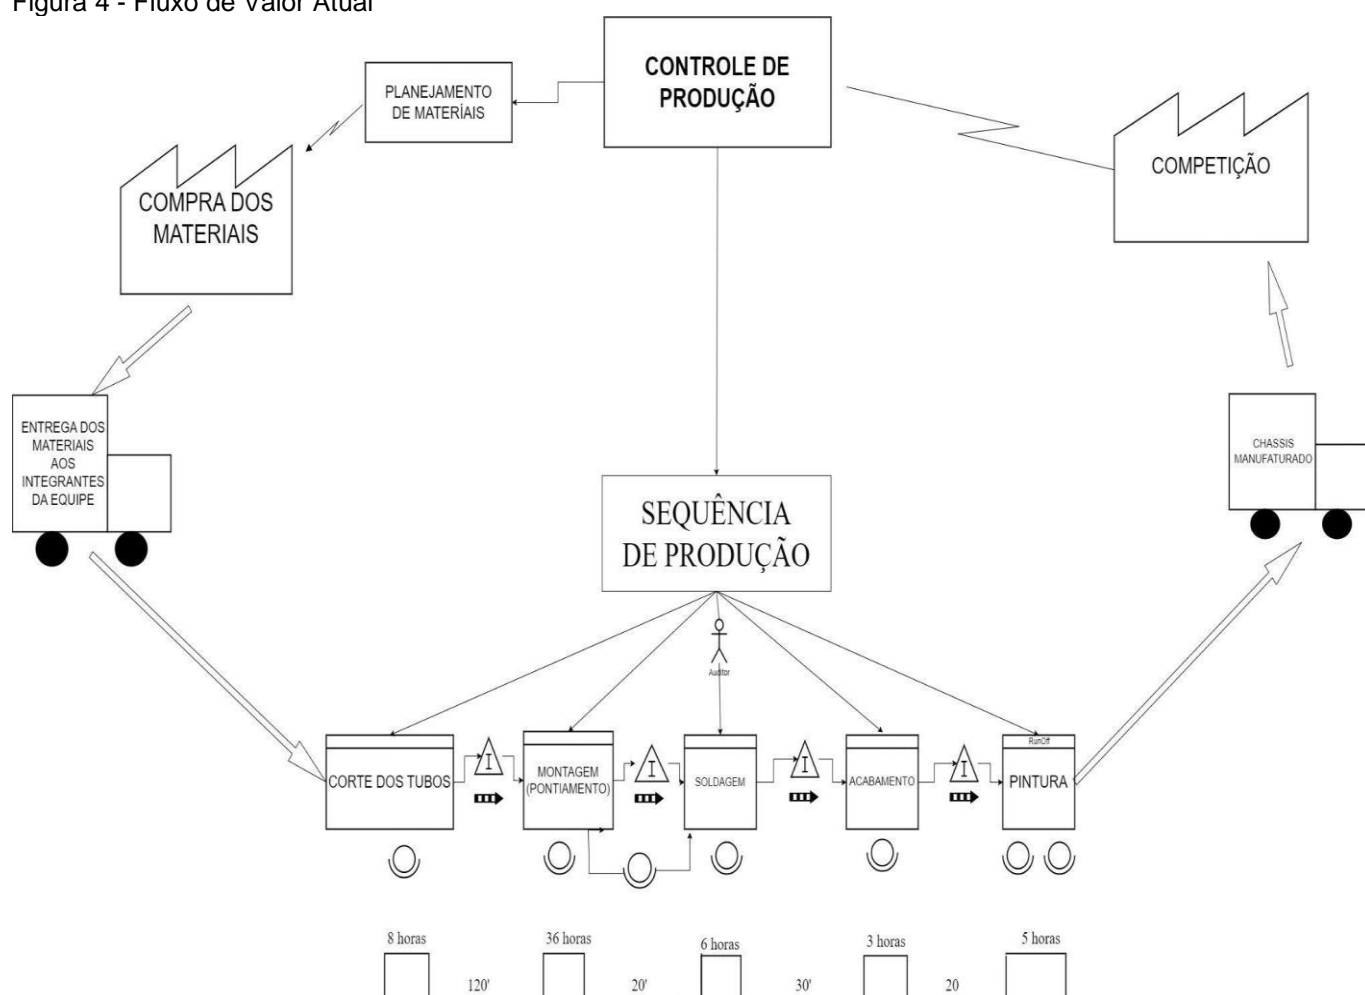 Figura 4 - Fluxo de Valor Atual
CONTROLE DE
PRODUÇÃO
PLANEJAMENTO
DE MATERÍAIS
COMPETIÇÃO
COMPRA DOS
MATERIAIS
ENTREGA DOS
MATERIAIS
AOS
INTEGRANTES
DA EQUIPE
CHASSIS
MANUFATURADO
SEQUÊNCIA
DE PRODUÇÃO
Auditor
RunOff
CORTE DOS TUBOS
I
MONTAGEM
(PONTIAMENTO)
I
SOLDAGEM
I
ACABAMENTO
I
PINTURA
8 horas
36 horas
6 horas
3 horas
5 horas
120'
20'
30'
20